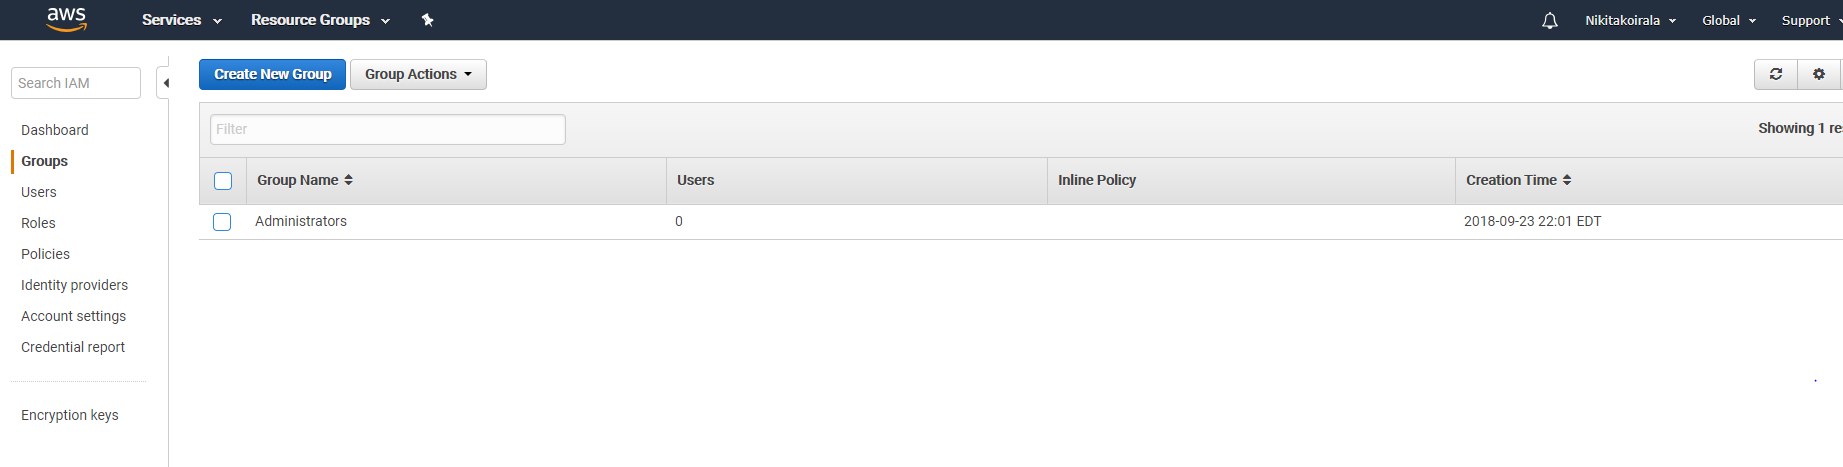 aws Services Resource Groups Nikitakoirala Global Support
Search IAM
Create New Group Group Actions
Dashboard
Groups
Users
Roles
Policies
Identity providers
Account settings
Credential report
Encryption keys
Filter
Showing 1 re
Group Name Users Inline Policy Creation Time
Administrators 0 2018-09-23 22:01 EDT